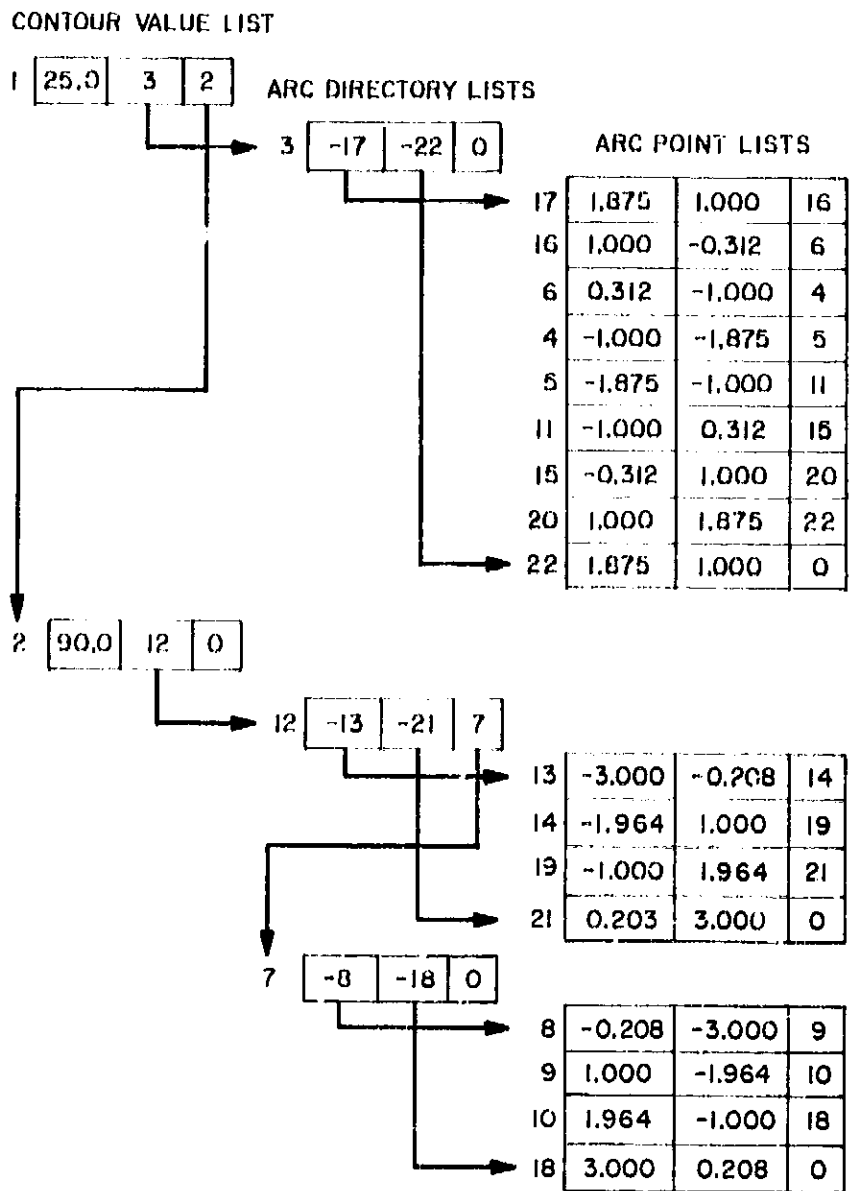 CONTOUR VALUE LIST
1 25.0 3 2
ARC DIRECTORY LISTS
3 -17 -22 0
ARC POINT LISTS
17 1.875 1.000 16
16 1.000 -0.312 6
6 0.312 -1.000 4
4 -1.000 -1.875 5
5 -1.875 -1.000 11
11 -1.000 0.312 15
15 -0.312 1.000 20
20 1.000 1.875 22
22 1.875 1.000 0
2 90.0 12 0
12 -13 -21 7
13 -3.000 -0.208 14
14 -1.964 1.000 19
19 -1.000 1.964 21
21 0.203 3.000 0
7 -8 -18 0
8 -0.208 -3.000 9
9 1.000 -1.964 10
10 1.964 -1.000 18
18 3.000 0.208 0